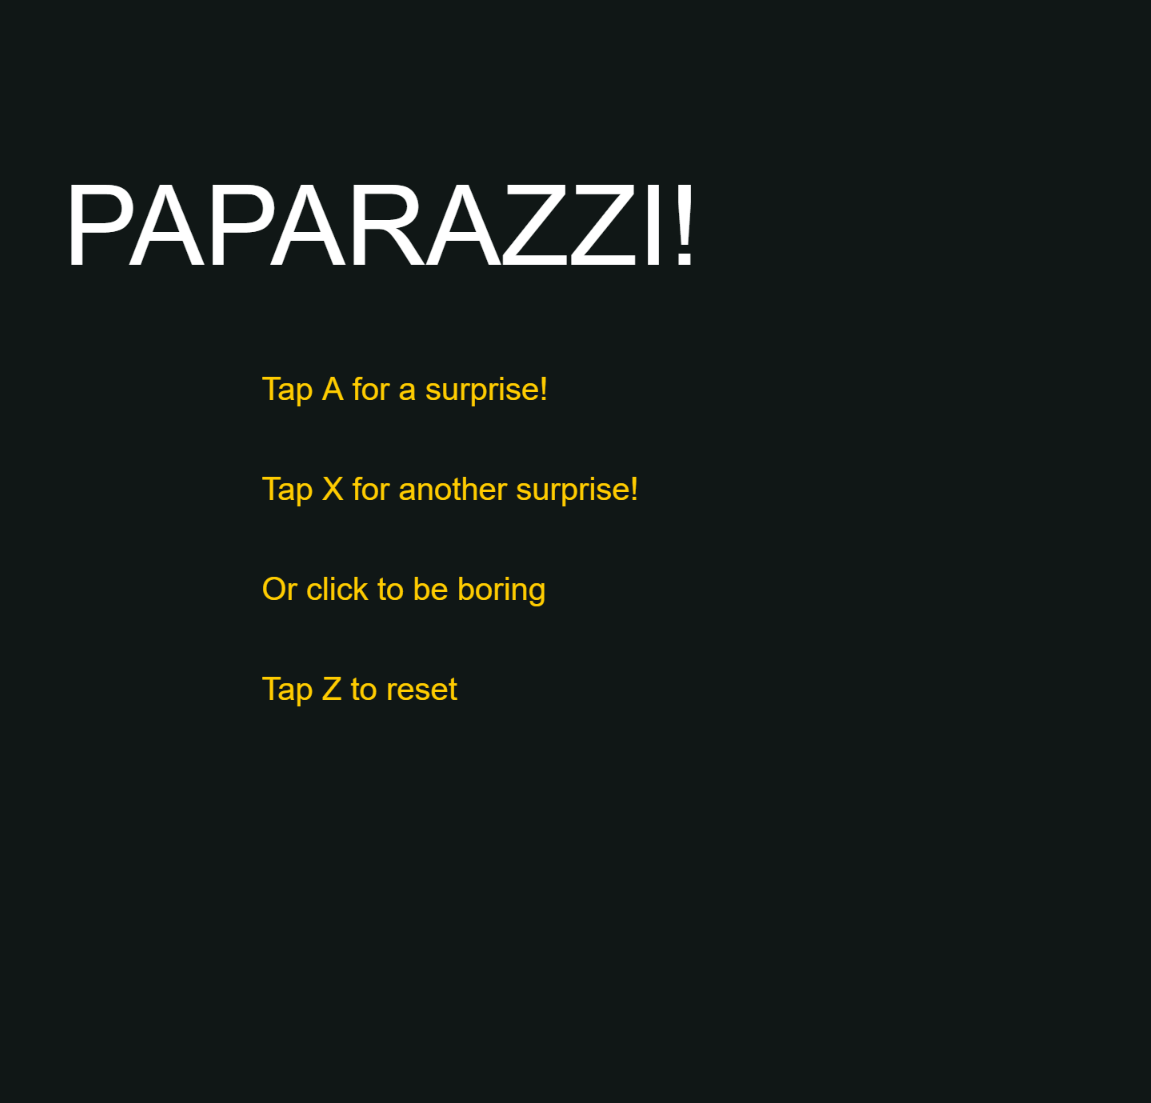 PAPARAZZI!
Tap A for a surprise!
Tap X for another surprise!
Or click to be boring
Tap Z to reset